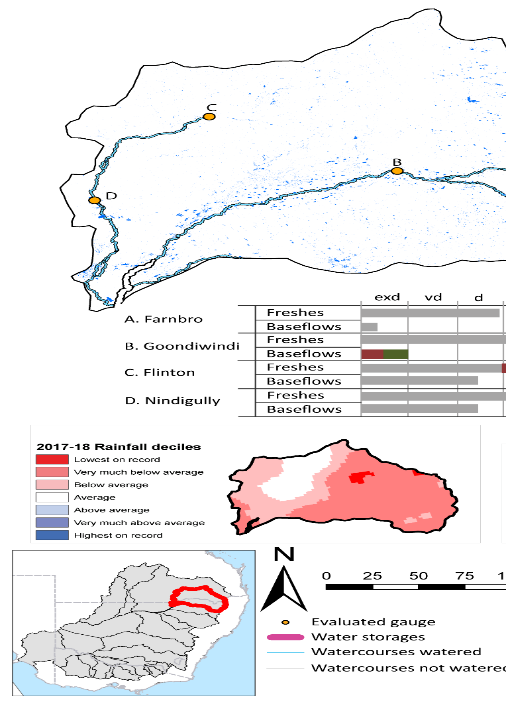 C
B
D
exd vd d
A. Farnbro
Freshes
Baseflows
B. Goondiwindi
Freshes
Baseflows
C. Flinton
Freshes
Baseflows
D. Nindigully
Freshes
Baseflows
2017-18 Rainfall deciles
Lowest on record
Very much below average
Below average
Average
Above average
Very much above average
Highest on record
N
0 25 50 75 1
Evaluated gauge
Water storages
Watercourses watered
Watercourses not watered